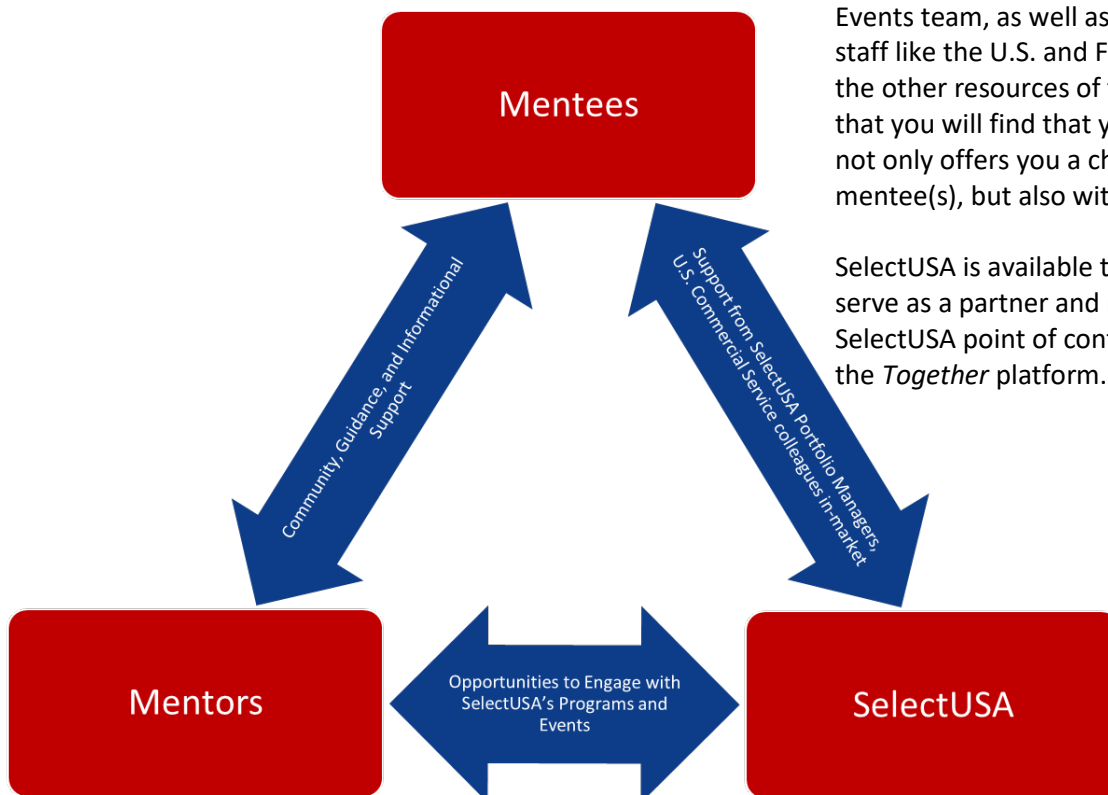 Events team, as well as
staff like the U.S. and F
the other resources of
that you will find that y
not only offers you a ch
mentee(s), but also wit
SelectUSA is available t
serve as a partner and
SelectUSA point of cont
the Together platform.
Mentees
Community, Guidance, and Informational
Support
Support from SelectUSA Portfolio Managers,
U.S. Commercial Service colleagues in-market
Mentors
Opportunities to Engage with
SelectUSA's Programs and
Events
SelectUSA